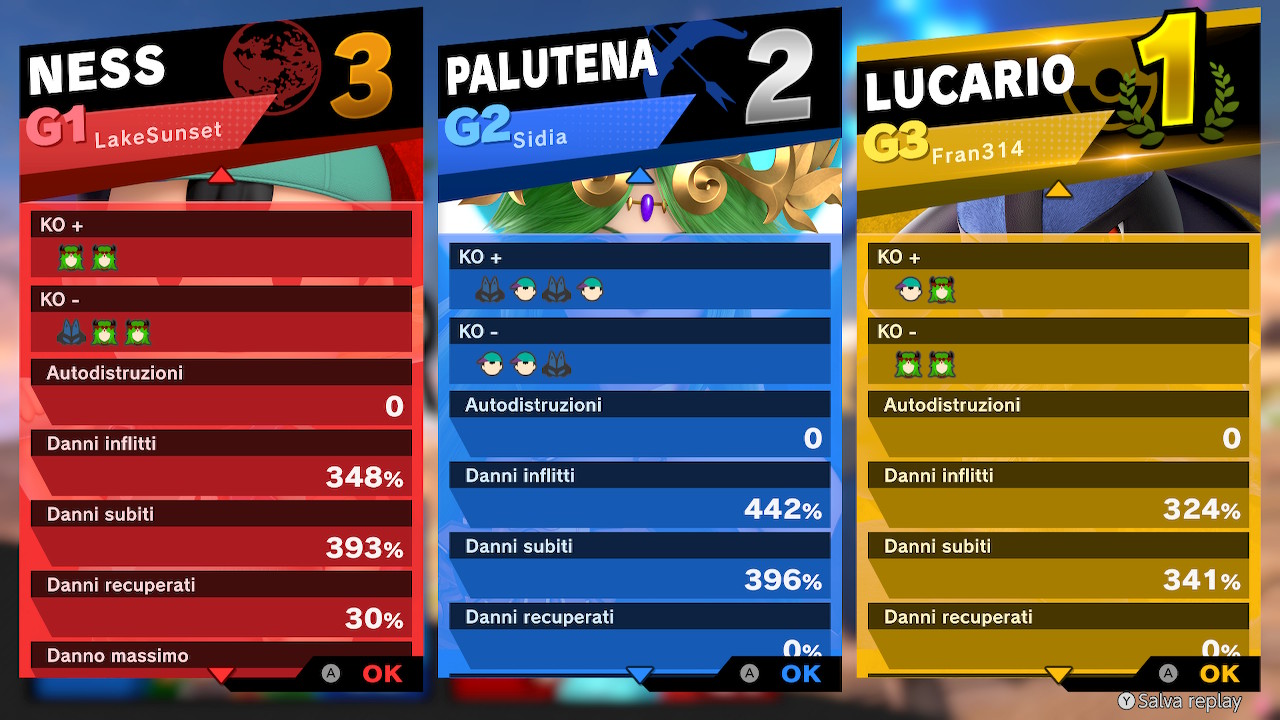 NESS
3
G1 LakeSunset
KO +
KO -
Autodistruzioni
0
Danni inflitti
348%
Danni subiti
393%
Danni recuperati
30%
Danno massimo
A OK
PALUTENA
2
G2 Sidia
KO +
KO -
Autodistruzioni
0
Danni inflitti
442%
Danni subiti
396%
Danni recuperati
0%
A OK
LUCARIO
1
G3 Fran314
KO +
KO -
Autodistruzioni
0
Danni inflitti
324%
Danni subiti
341%
Danni recuperati
0%
A OK
Y Salva replay